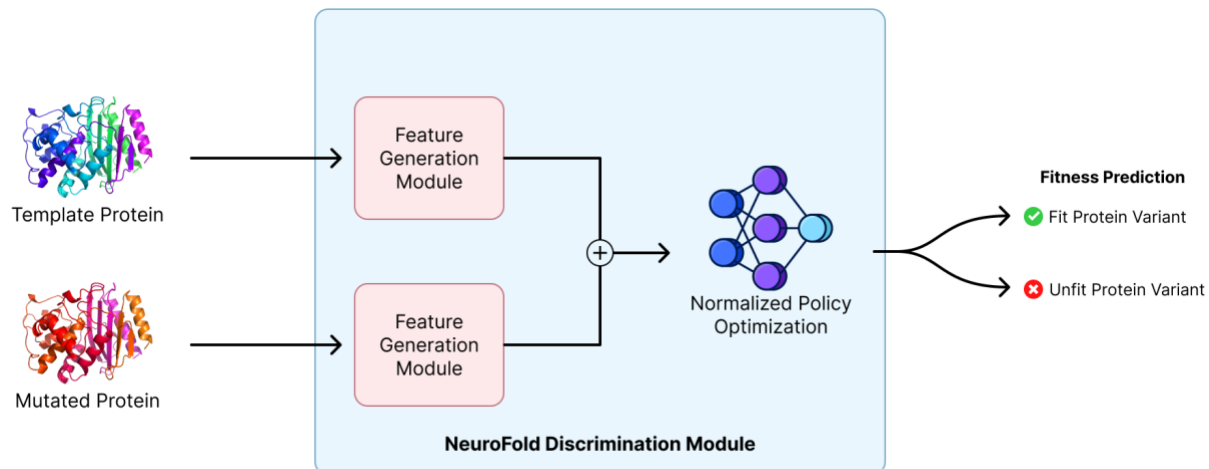 Template Protein
Mutated Protein
Feature
Generation
Module
Feature
Generation
Module
+
Normalized Policy
Optimization
NeuroFold Discrimination Module
Fitness Prediction
Fit Protein Variant
Unfit Protein Variant